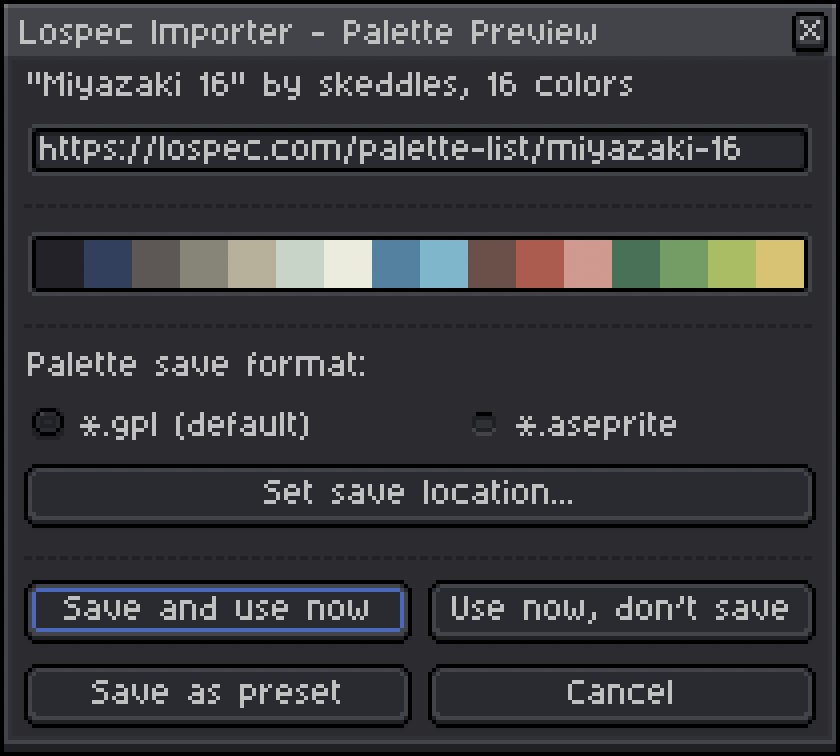 Lospec Importer - Palette Preview
"Miyazaki 16" by skeddles, 16 colors
https://lospec.com/palette-list/miyazaki-16
Palette save format:
*.gpl (default) *.aseprite
Set save location...
Save and use now Use now, don't save
Save as preset Cancel